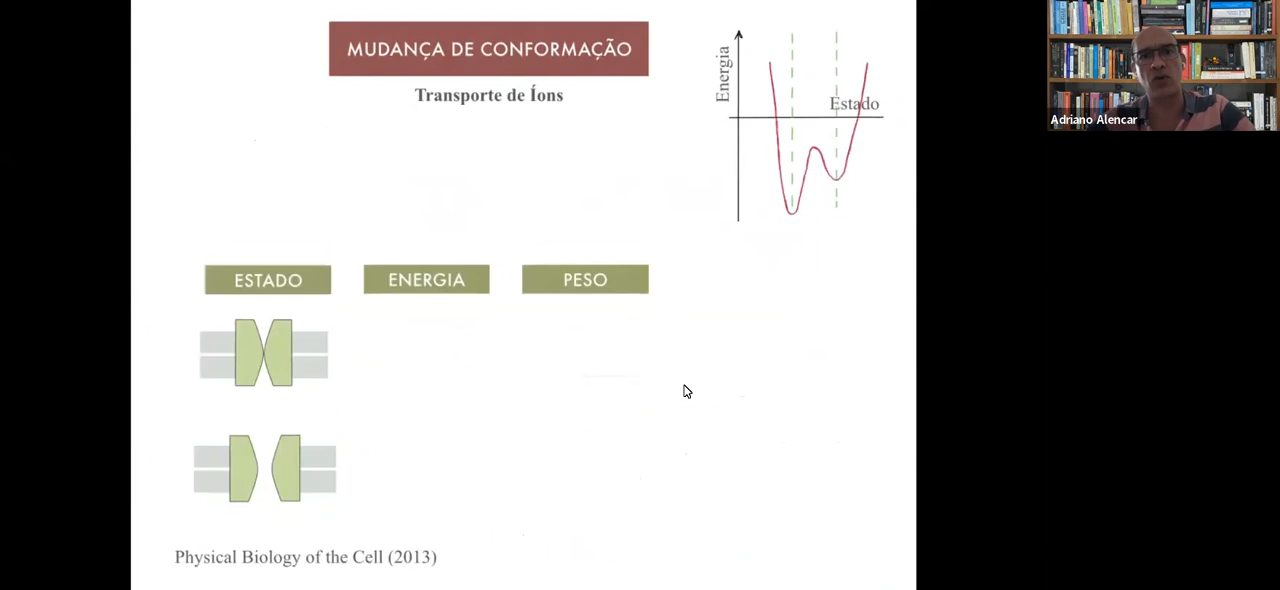 MUDANÇA DE CONFORMAÇÃO
Transporte de Íons
Energia
Estado
Adriano Alencar
ESTADO
ENERGIA
PESO
Physical Biology of the Cell (2013)